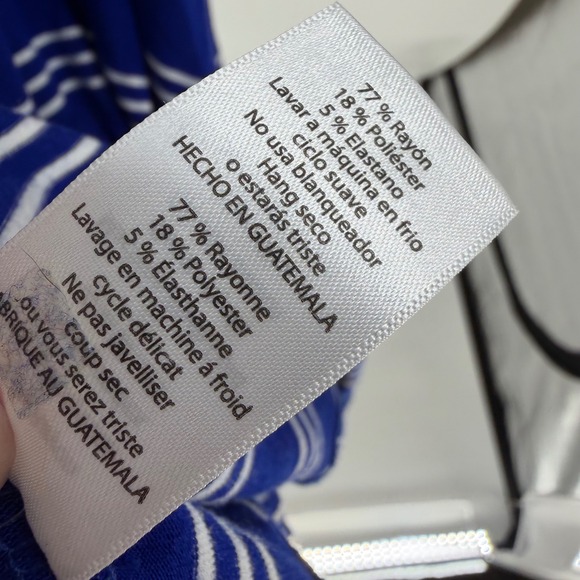 77 % Rayón
18 % Poliéster
5 % Elastano
Lavar a máquina en frio
ciclo suave
No usa blanqueador
Hang seco
o estarás triste
HECHO EN GUATEMALA
77 % Rayonne
18 % Polyester
5 % Élasthanne
Lavage en machine á froid
cycle délicat
Ne pas javelliser
coup sec
ou vous serez triste
BRIQUE AU GUATEMALA